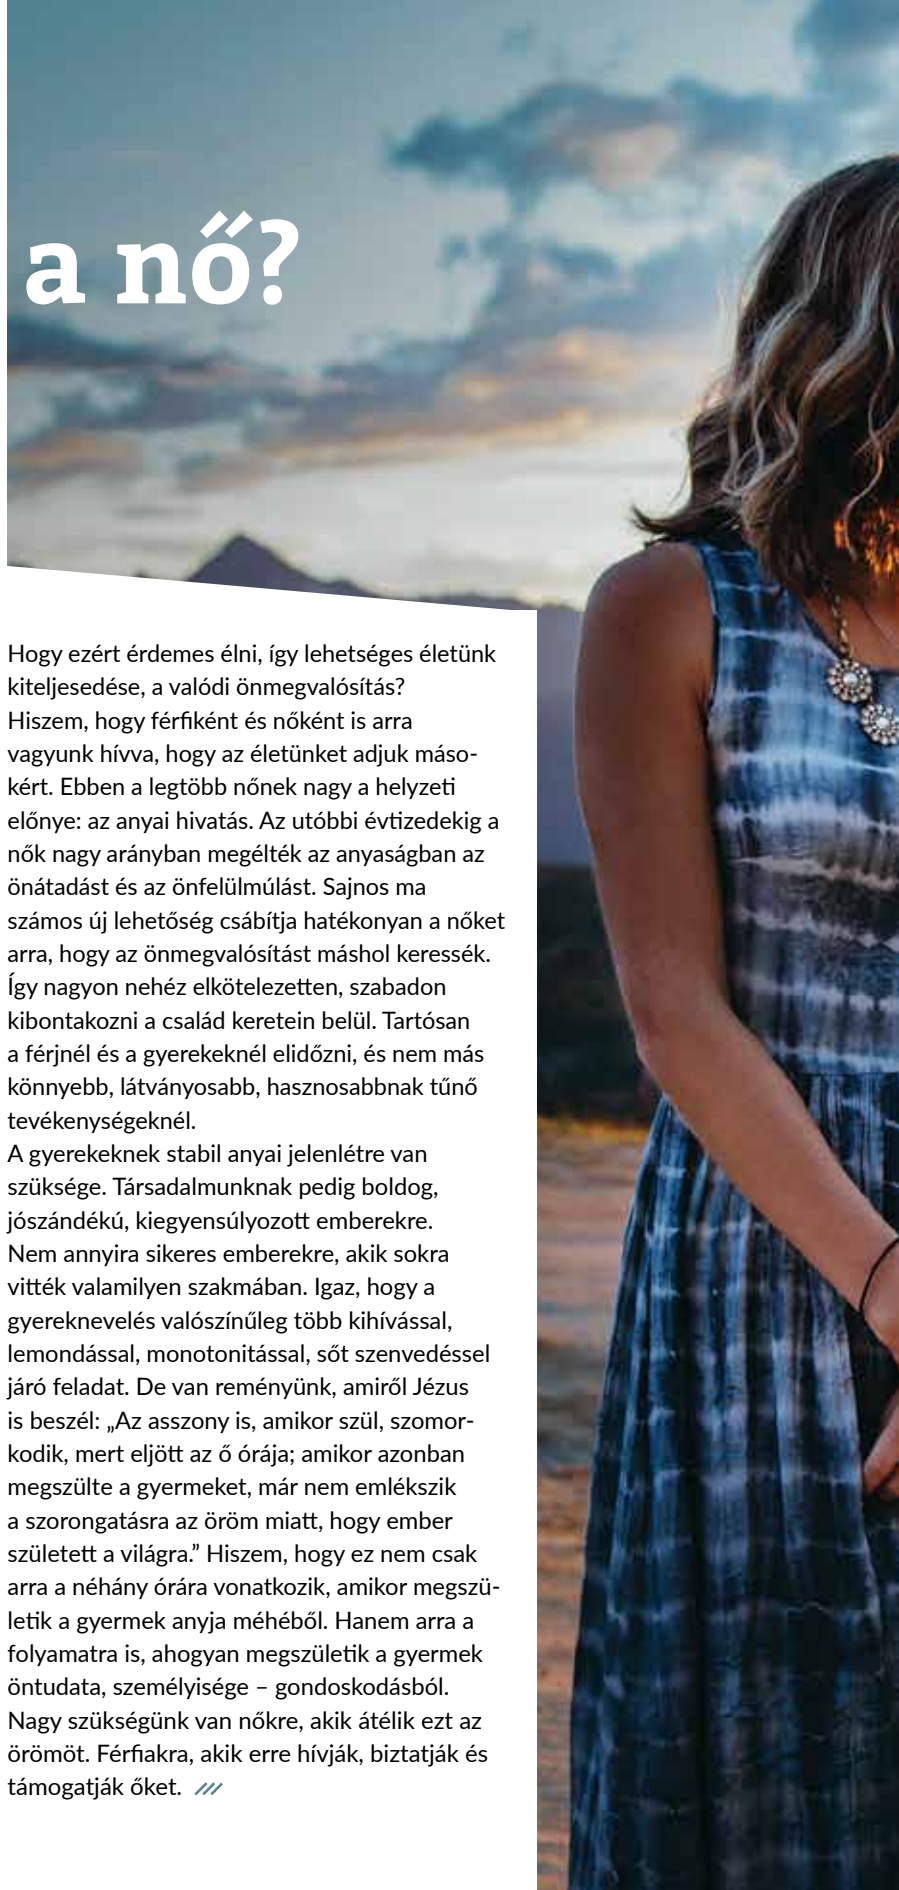 a nő?
Hogy ezért érdemes élni, így lehetséges életünk
kiteljesedése, a valódi önmegvalósítás?
Hiszem, hogy férfiként és nőként is arra
vagyunk hívva, hogy az életünket adjuk máso-
kért. Ebben a legtöbb nőnek nagy a helyzeti
előnye: az anyai hivatás. Az utóbbi évtizedekig a
nők nagy arányban megélték az anyaságban az
önátadást és az önfelülmúlást. Sajnos ma
számos új lehetőség csábítja hatékonyan a nőket
arra, hogy az önmegvalósítást máshol keressék.
Így nagyon nehéz elkötelezetten, szabadon
kibontakozni a család keretein belül. Tartósan
a férjnél és a gyerekeknél elidőzni, és nem más
könnyebb, látványosabb, hasznosabbnak tűnő
tevékenységeknél.
A gyerekeknek stabil anyai jelenlétre van
szüksége. Társadalmunknak pedig boldog,
jószándékú, kiegyensúlyozott emberekre.
Nem annyira sikeres emberekre, akik sokra
vitték valamilyen szakmában. Igaz, hogy a
gyereknevelés valószínűleg több kihívással,
lemondással, monotonitással, sőt szenvedéssel
járó feladat. De van reményünk, amiről Jézus
is beszél: „Az asszony is, amikor szül, szomor-
kodik, mert eljött az ő órája; amikor azonban
megszülte a gyermeket, már nem emlékszik
a szorongatásra az öröm miatt, hogy ember
született a világra.” Hiszem, hogy ez nem csak
arra a néhány órára vonatkozik, amikor megszü-
letik a gyermek anyja méhéből. Hanem arra a
folyamatra is, ahogyan megszületik a gyermek
öntudata, személyisége – gondoskodásból.
Nagy szükségünk van nőkre, akik átélik ezt az
örömöt. Férfiakra, akik erre hívják, biztatják és
támogatják őket.